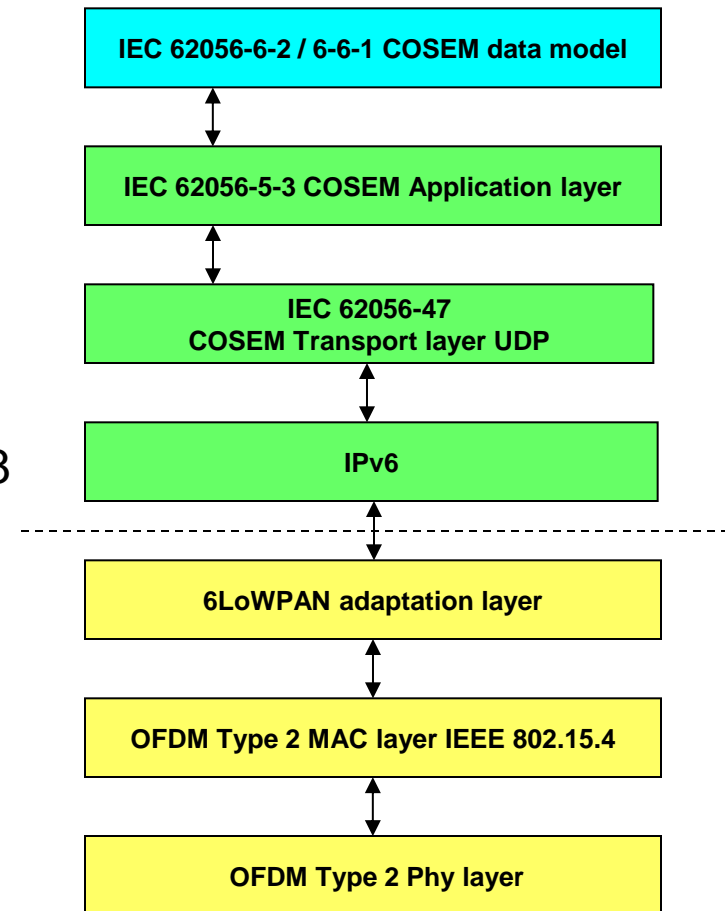 IEC 62056-6-2 / 6-6-1 COSEM data model
IEC 62056-5-3 COSEM Application layer
IEC 62056-47
COSEM Transport layer UDP
IPv6
6LoWPAN adaptation layer
OFDM Type 2 MAC layer IEEE 802.15.4
OFDM Type 2 Phy layer